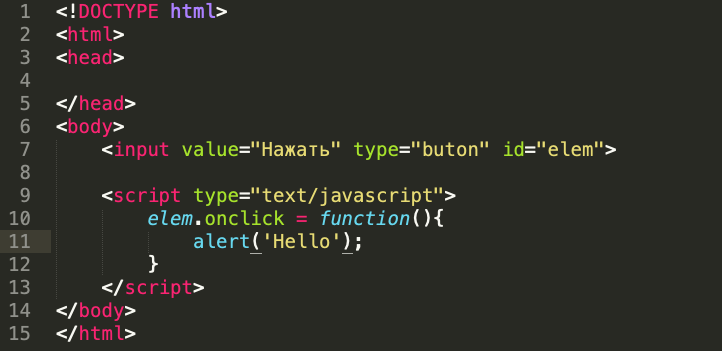 1 <!DOCTYPE html>
2 <html>
3 <head>
4
5 </head>
6 <body>
7 <input value="Нажать" type="buton" id="elem">
8
9 <script type="text/javascript">
10 elem.onclick = function(){
11 alert('Hello');
12 }
13 </script>
14 </body>
15 </html>